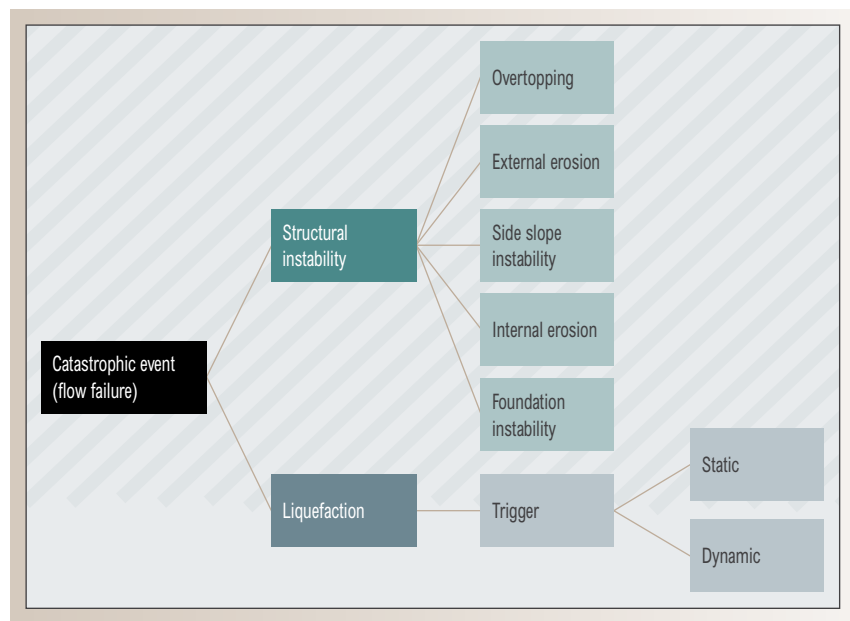 Overtopping
External erosion
Structural
instability
Side slope
instability
Internal erosion
Catastrophic event
(flow failure)
Foundation
instability
Static
Liquefaction
Trigger
Dynamic